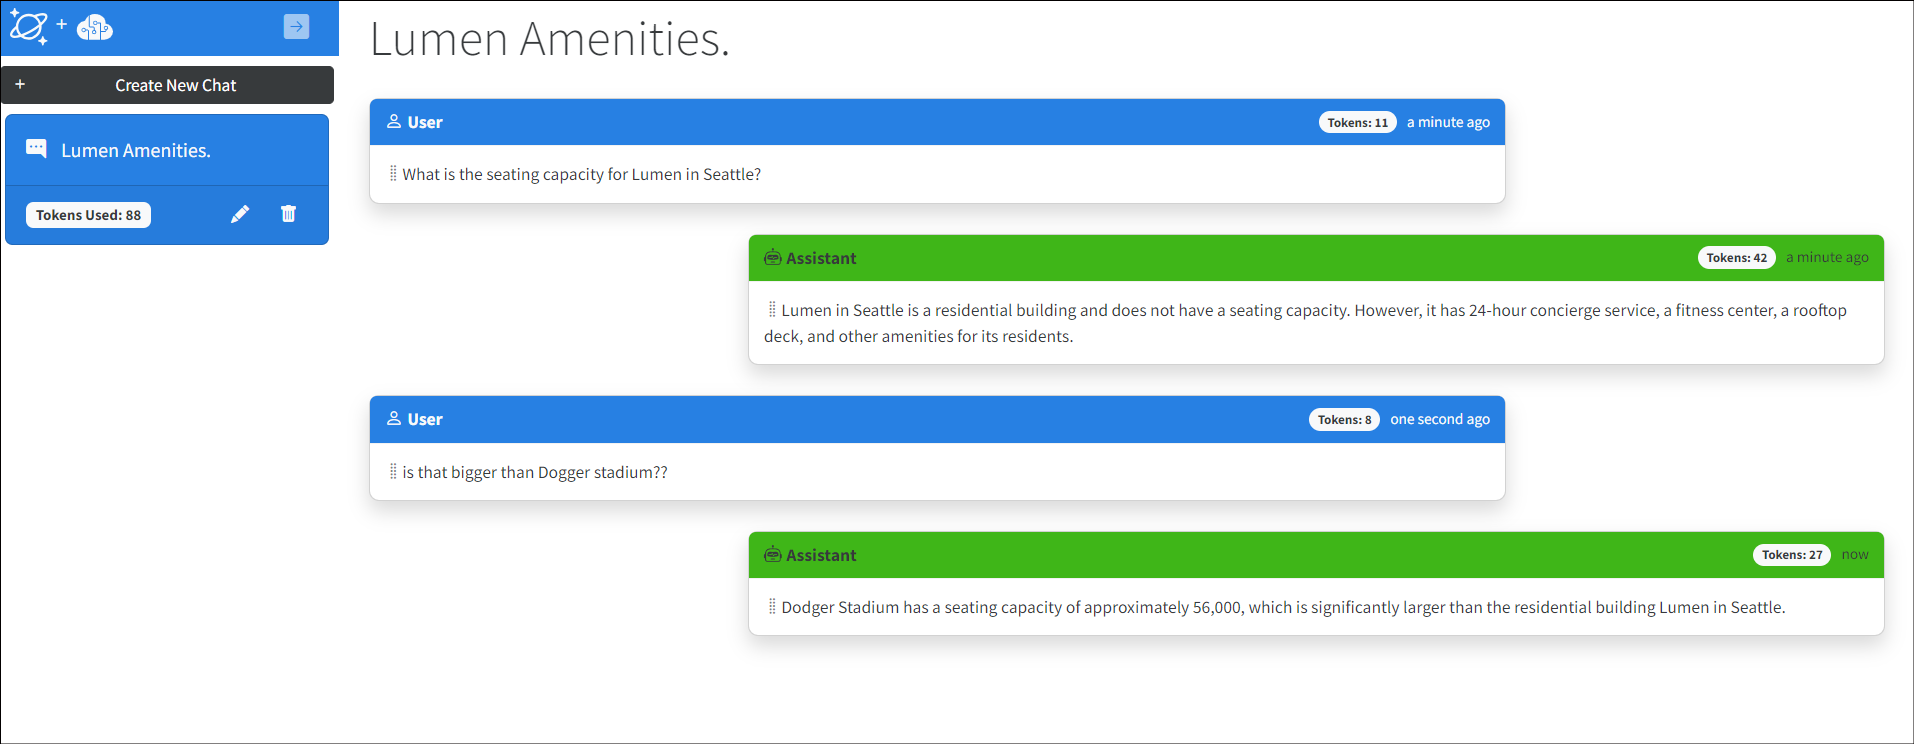 +
Lumen Amenities.
+ Create New Chat
Lumen Amenities.
Tokens Used: 88
User Tokens: 11 a minute ago
What is the seating capacity for Lumen in Seattle?
Assistant Tokens: 42 a minute ago
Lumen in Seattle is a residential building and does not have a seating capacity. However, it has 24-hour concierge service, a fitness center, a rooftop
deck, and other amenities for its residents.
User Tokens: 8 one second ago
is that bigger than Dogger stadium??
Assistant Tokens: 27 now
Dodger Stadium has a seating capacity of approximately 56,000, which is significantly larger than the residential building Lumen in Seattle.